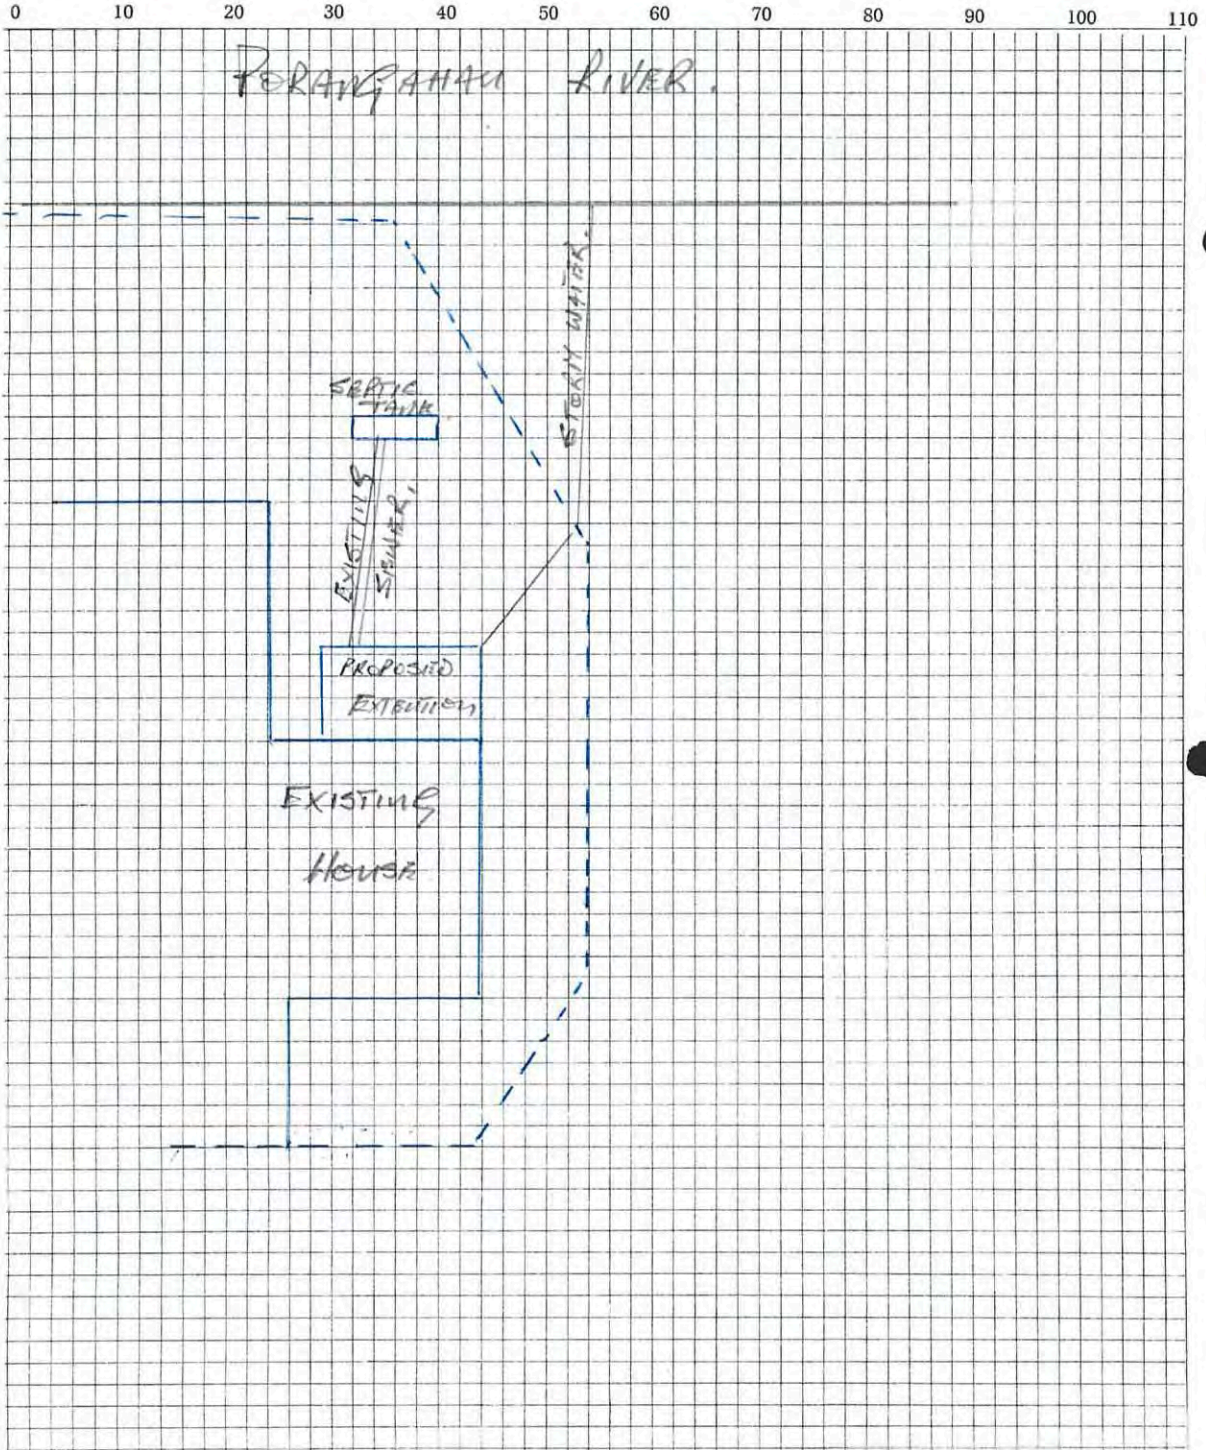 0 10 20 30 40 50 60 70 80 90 100 110
PORANGAHAU RIVER.
STORM WATER.
SEPTIC
TANK.
EXISTING
SEWER.
PROPOSED
EXTENTION
EXISTING
HOUSE